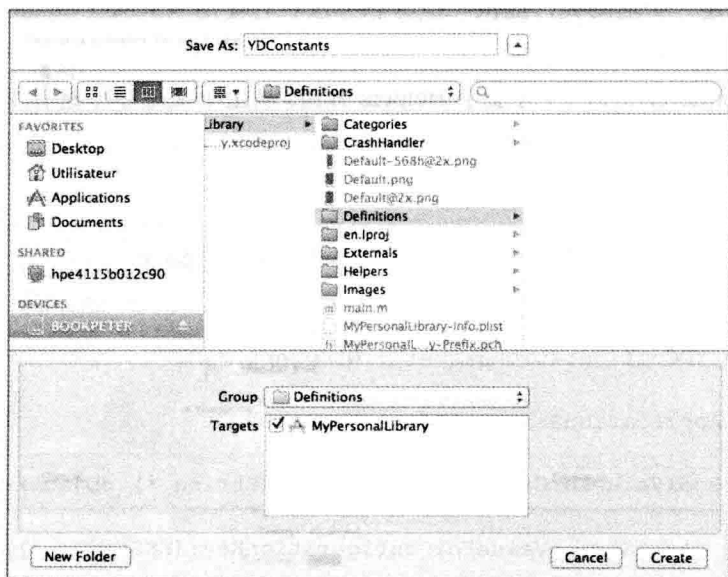 Save As: YDConstants
Definitions
FAVORITES
Desktop
Utilisateur
Applications
Documents
SHARED
hpe4115b012c90
DEVICES
BOOKPETER
Library
...y.xcodeproj
Categories
CrashHandler
Default-568h@2x.png
Default.png
Default@2x.png
Definitions
en.lproj
Externals
Helpers
Images
main.m
MyPersonalLibrary-Info.plist
h MyPersonalL...y-Prefix.pch
Group Definitions
Targets MyPersonalLibrary
New Folder
Cancel
Create